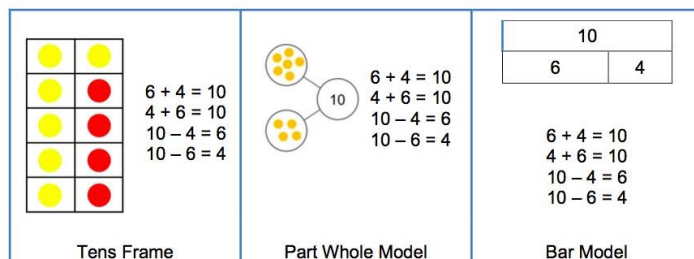 6 + 4 = 10
4 + 6 = 10
10 – 4 = 6
10 – 6 = 4
Tens Frame
10
6 + 4 = 10
4 + 6 = 10
10 – 4 = 6
10 – 6 = 4
Part Whole Model
10
6 4
6 + 4 = 10
4 + 6 = 10
10 – 4 = 6
10 – 6 = 4
Bar Model